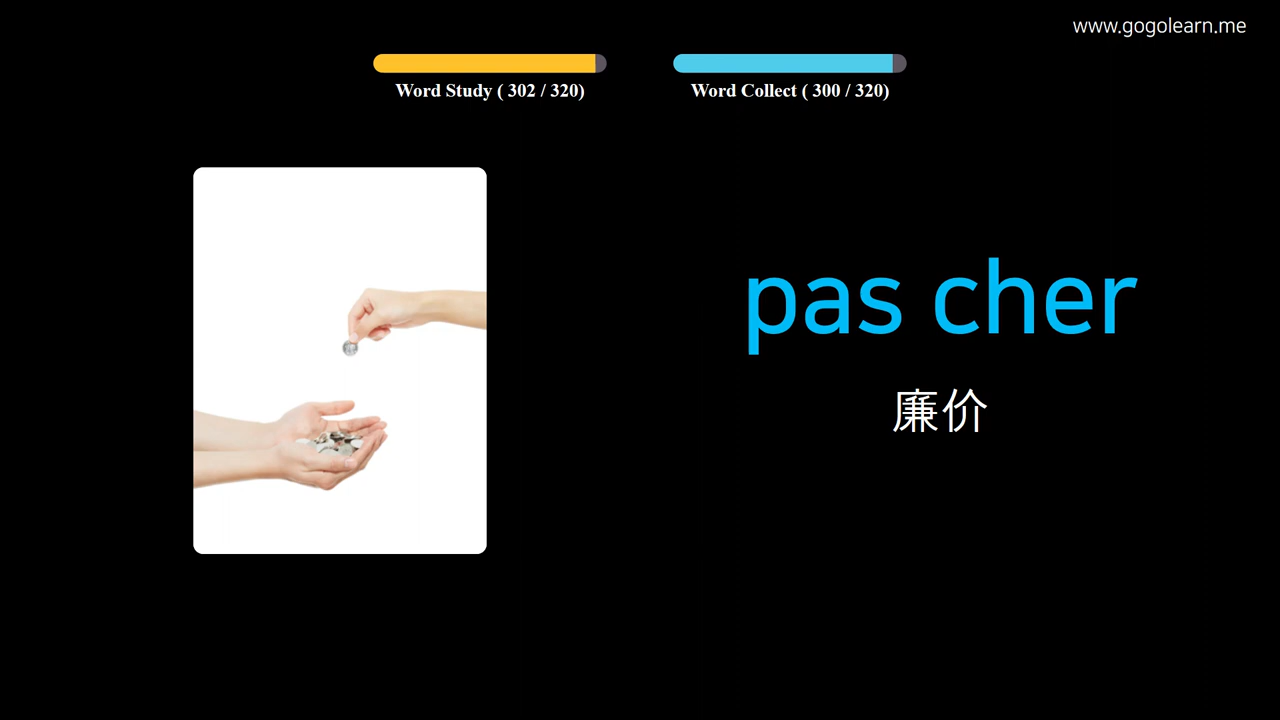 www.gogolearn.me
Word Study ( 302 / 320)
Word Collect ( 300 / 320)
pas cher
廉价